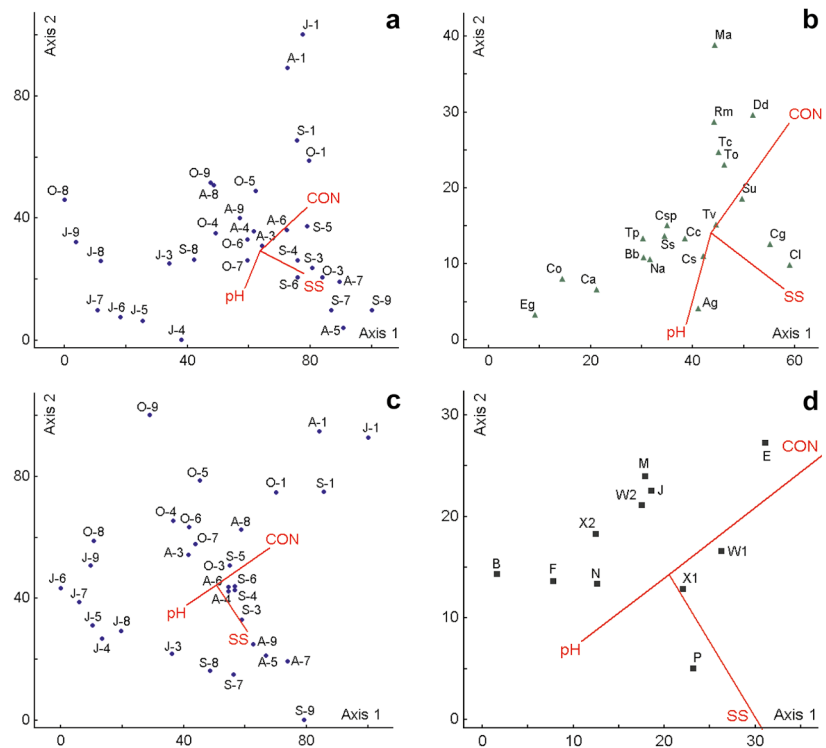 a
Axis 2
J-1
A-1
80
S-1
O-1
O-9
O-5
O-8
A-8
CON
40
A-9
A-6
O-4
A-4
S-5
J-9
O-6
A-3
S-4
S-3
J-8
J-3
S-8
O-7
O-3
SS
A-7
pH
S-6
J-7
J-6
J-5
S-7
S-9
J-4
A-5
Axis 1
0
0
40
80
b
Axis 2
40
Ma
30
Rm
Dd
CON
Tc
To
20
Su
Csp
Tv
Tp
Ss
Cc
Cg
10
Bb
Na
Cs
Cl
Co
Ca
SS
Eg
Ag
pH
0
Axis 1
0
20
40
60
c
Axis 2
O-9
A-1
J-1
80
O-5
O-1
S-1
O-4
O-6
A-8
O-8
O-7
CON
J-9
A-3
S-5
O-3
40
J-6
A-6
S-6
J-7
A-4
S-4
pH
S-3
J-5
J-8
SS
J-4
J-3
A-9
S-8
A-5
A-7
S-7
S-9
0
Axis 1
0
40
80
d
Axis 2
30
E
CON
M
J
W2
20
X2
W1
B
F
N
X1
10
pH
P
0
SS
Axis 1
0
10
20
30